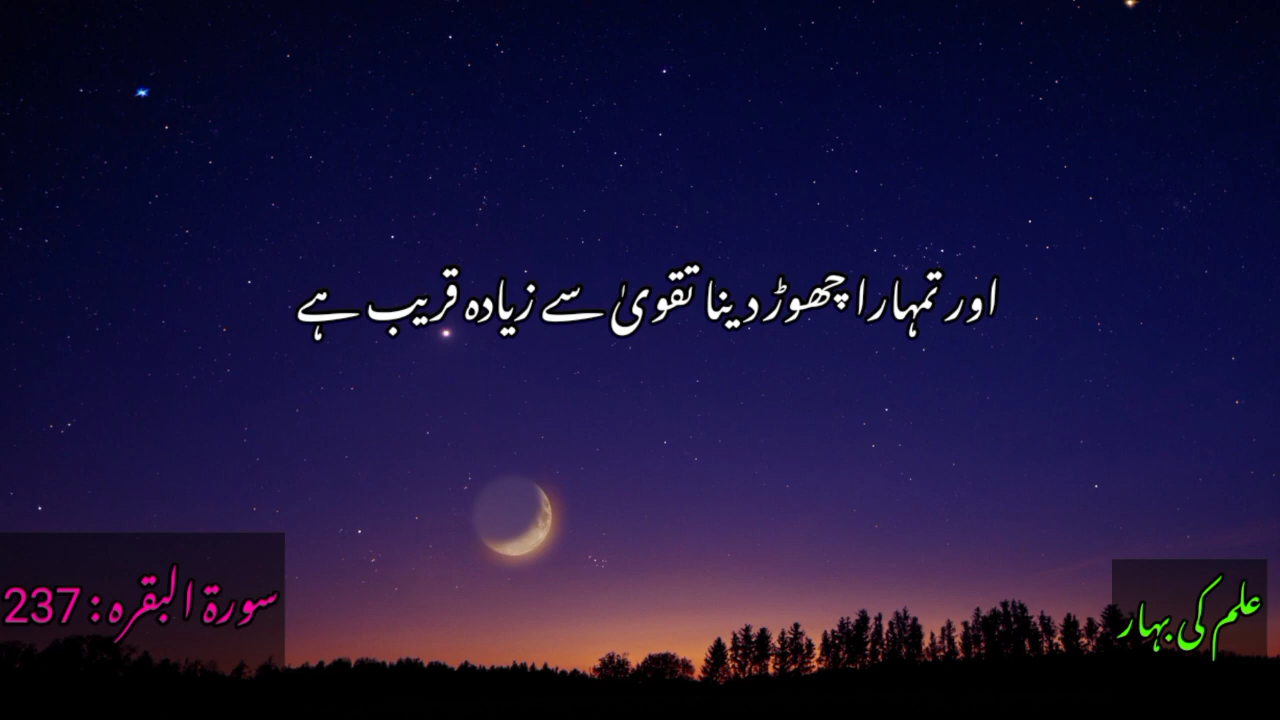 اور تمہارا چھوڑ دینا تقویٰ سے زیادہ قریب ہے
سورۃ البقرہ: 237
علم کی بہار